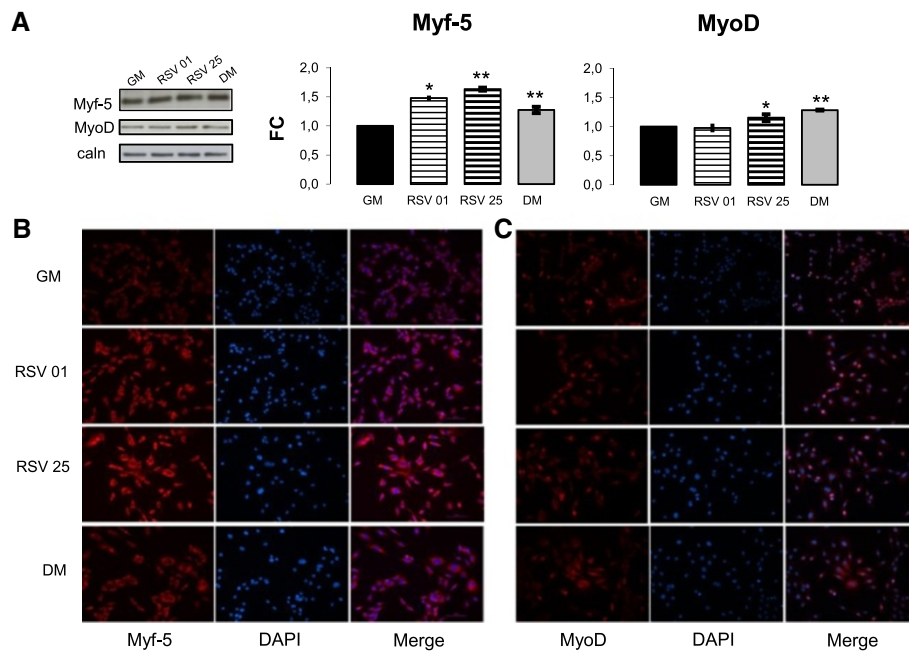 A
Myf-5
MyoD
GM RSV 01 RSV 25 DM
Myf-5
MyoD
caln
FC
2,0
1,5
1,0
0,5
0,0
* ** **
GM RSV 01 RSV 25 DM
2,0
1,5
1,0
0,5
0,0
* **
GM RSV 01 RSV 25 DM
B
C
GM
RSV 01
RSV 25
DM
Myf-5 DAPI Merge
MyoD DAPI Merge